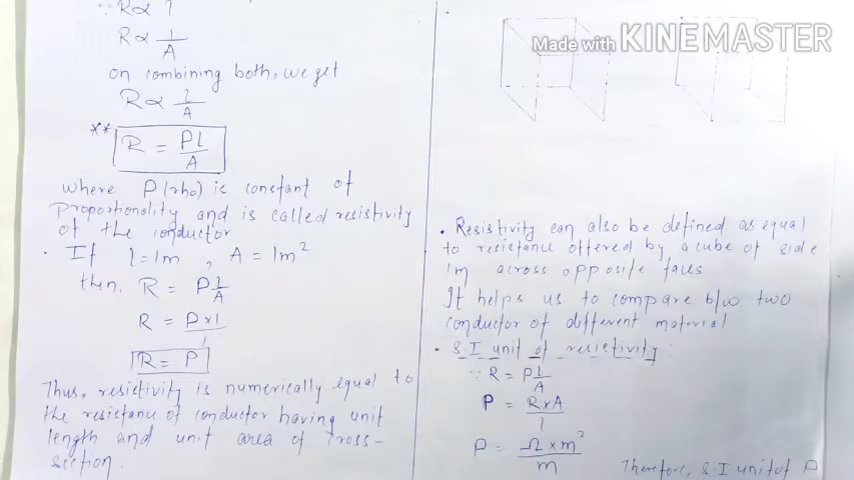 ∵ R∝ l
R∝ 1/A
on combining both, we get
R∝ l/A
** R = ρl/A
where ρ(rho) is constant of
proportionality and is called resistivity
of the conductor
· If l=1m, A = 1m²
then. R = ρl/A
R = ρ×1/1
R = ρ
Thus, resistivity is numerically equal to
the resistance of conductor having unit
length and unit area of cross-
section.
Made with KINEMASTER
• Resistivity can also be defined as equal
to resistance offered by a cube of side
1m across opposite faces
It helps us to compare b/w two
conductor of different material
• S.I unit of resistivity:
∵ R = ρl/A
ρ = R×A/l
ρ = Ω×m²/m
Therefore, S.I unit of ρ